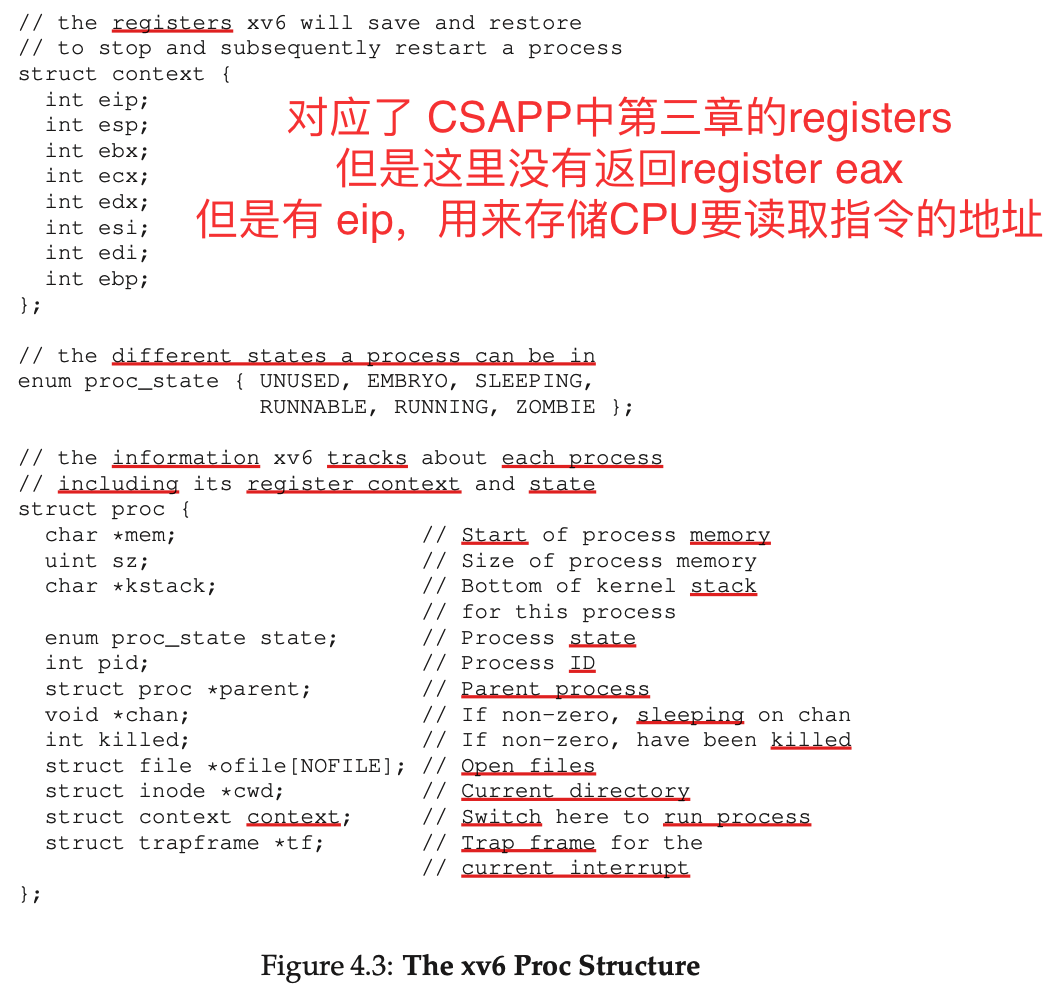 // the registers xv6 will save and restore
// to stop and subsequently restart a process
struct context {
  int eip;
  int esp;
  int ebx;
  int ecx;
  int edx;
  int esi;
  int edi;
  int ebp;
};
对应了 CSAPP中第三章的registers
但是这里没有返回register eax
但是有 eip，用来存储CPU要读取指令的地址
// the different states a process can be in
enum proc_state { UNUSED, EMBRYO, SLEEPING,
                  RUNNABLE, RUNNING, ZOMBIE };
// the information xv6 tracks about each process
// including its register context and state
struct proc {
  char *mem;                  // Start of process memory
  uint sz;                    // Size of process memory
  char *kstack;               // Bottom of kernel stack
                              // for this process
  enum proc_state state;      // Process state
  int pid;                    // Process ID
  struct proc *parent;        // Parent process
  void *chan;                 // If non-zero, sleeping on chan
  int killed;                 // If non-zero, have been killed
  struct file *ofile[NOFILE]; // Open files
  struct inode *cwd;          // Current directory
  struct context context;     // Switch here to run process
  struct trapframe *tf;       // Trap frame for the
                              // current interrupt
};
Figure 4.3: The xv6 Proc Structure